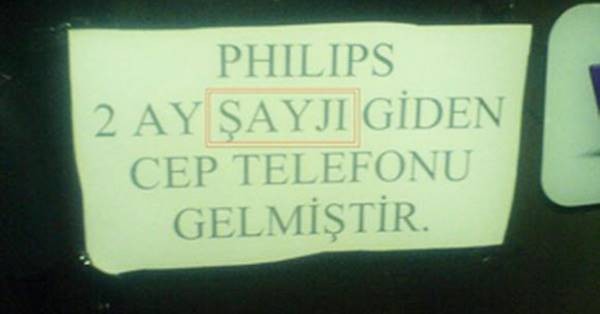 PHILIPS
2 AY ŞAYJI GİDEN
CEP TELEFONU
GELMİŞTİR.